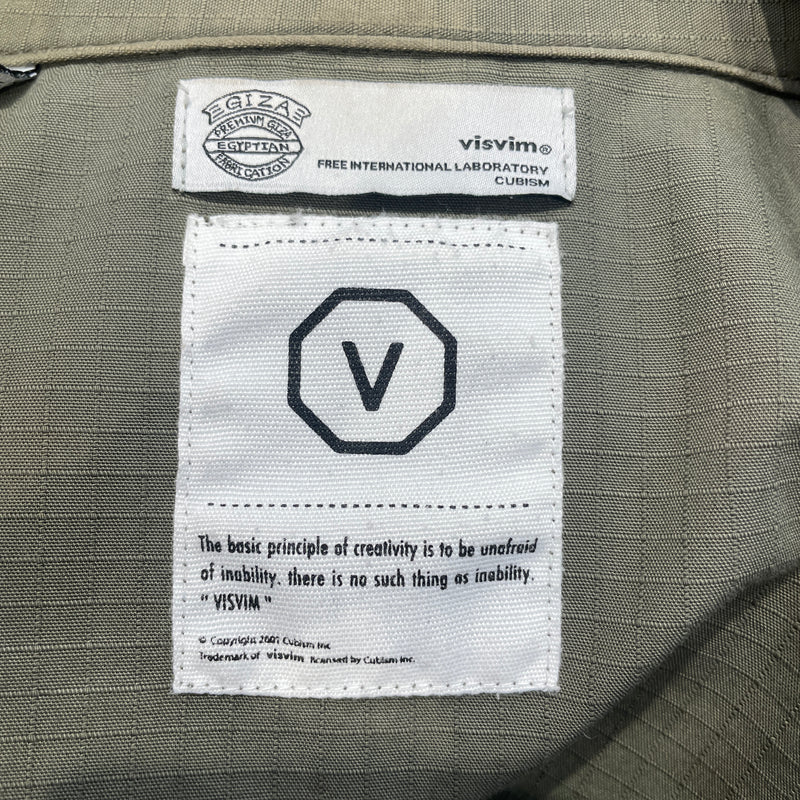 GIZA
PREMIUM GIZA
EGYPTIAN
FABRICATION
visvim®
FREE INTERNATIONAL LABORATORY
CUBISM
V
The basic principle of creativity is to be unafraid
of inability. there is no such thing as inability.
" VISVIM "
© Copyright 2001 Cubism Inc
Trademark of visvim licensed by Cubism Inc.